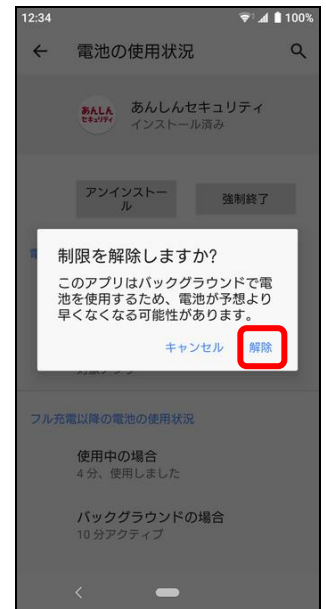 12:34
100%
電池の使用状況
あんしん
セキュリティ
あんしんセキュリティ
インストール済み
アンインストー
ル
強制終了
制限を解除しますか?
このアプリはバックグラウンドで電
池を使用するため、電池が予想より
早くなくなる可能性があります。
キャンセル
解除
フル充電以降の電池の使用状況
使用中の場合
4 分、使用しました
バックグラウンドの場合
10 分アクティブ